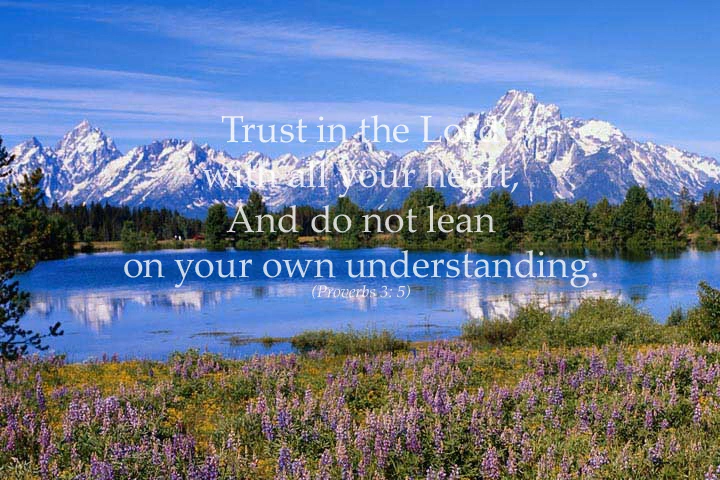 Trust in the Lord
with all your heart,
And do not lean
on your own understanding.
(Proverbs 3: 5)